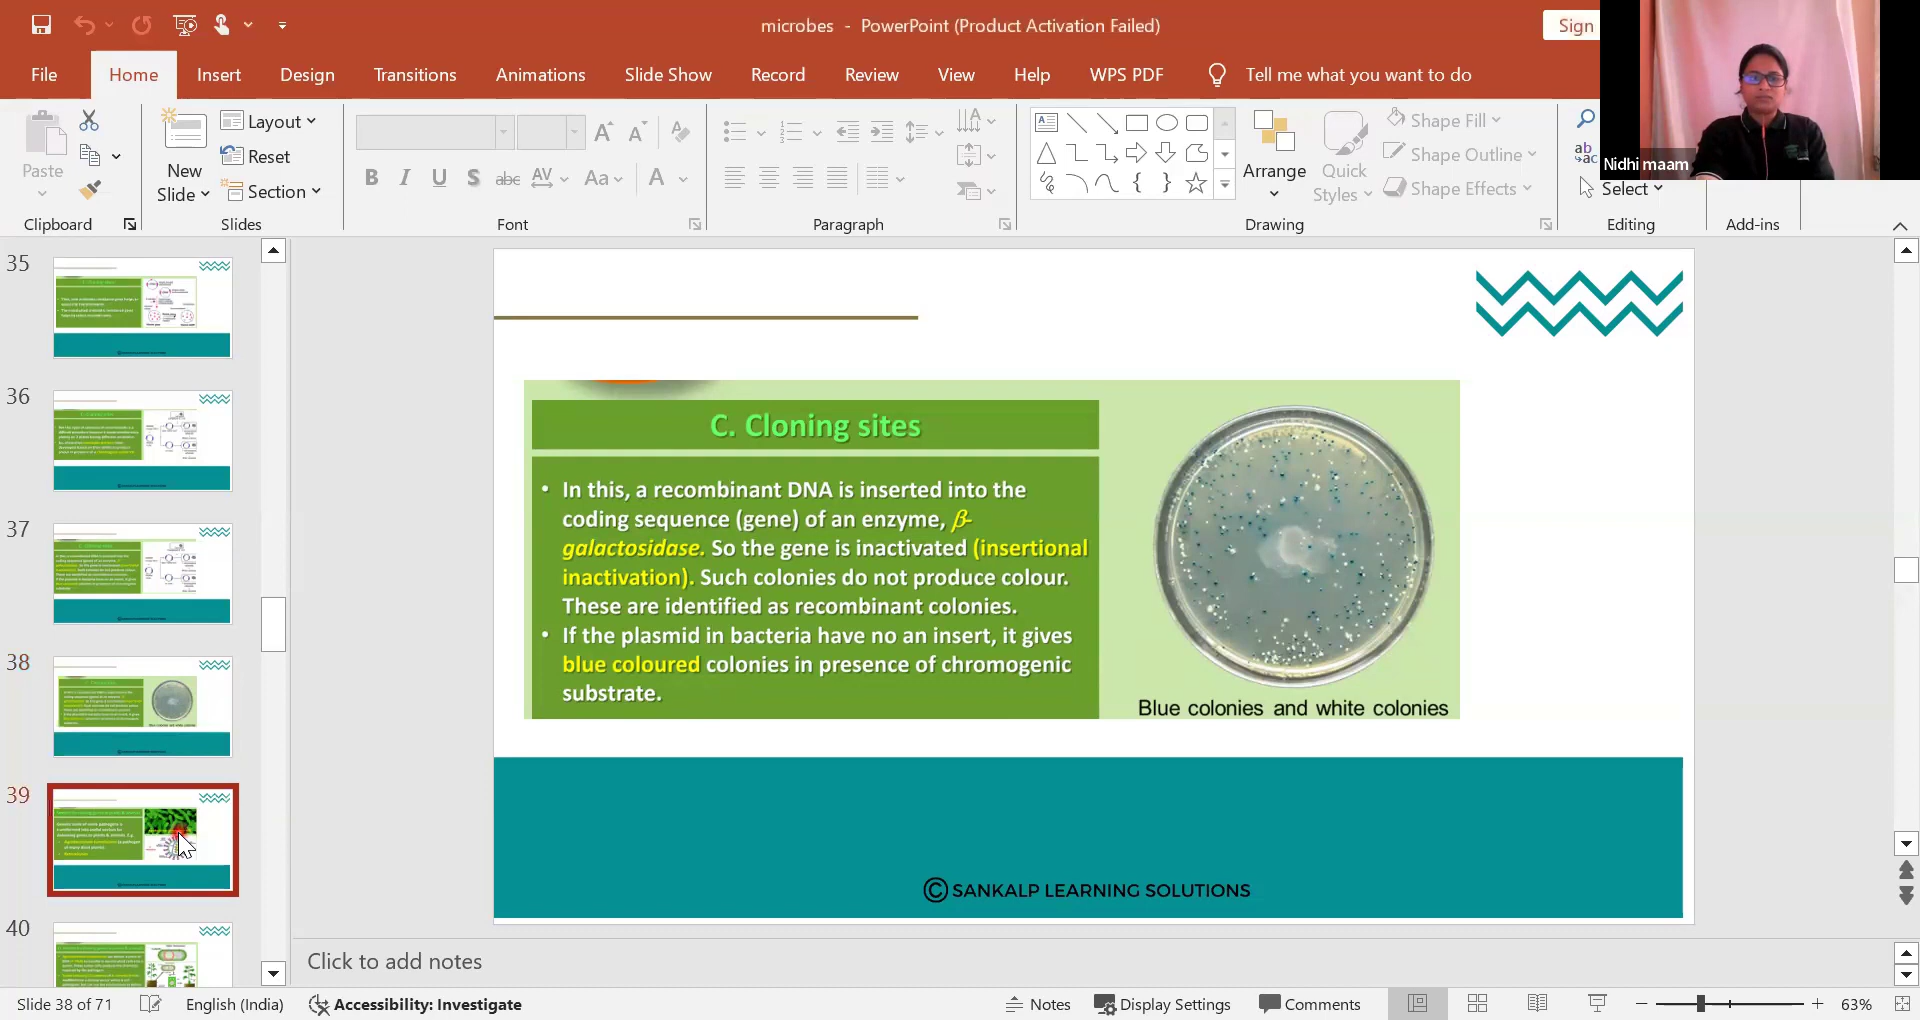 microbes - PowerPoint (Product Activation Failed)
Sign
File
Home
Insert
Design
Transitions
Animations
Slide Show
Record
Review
View
Help
WPS PDF
Tell me what you want to do
Paste
Clipboard
New
Slide
Layout
Reset
Section
Slides
B
I
U
S
abc
AV
Aa
A
Font
Paragraph
Arrange
Quick
Styles
Shape Fill
Shape Outline
Shape Effects
Drawing
Select
Editing
Add-ins
Nidhi maam
35
36
37
38
39
40
C. Cloning sites
• In this, a recombinant DNA is inserted into the
coding sequence (gene) of an enzyme, β-
galactosidase. So the gene is inactivated (insertional
inactivation). Such colonies do not produce colour.
These are identified as recombinant colonies.
• If the plasmid in bacteria have no an insert, it gives
blue coloured colonies in presence of chromogenic
substrate.
Blue colonies and white colonies
© SANKALP LEARNING SOLUTIONS
Click to add notes
Slide 38 of 71
English (India)
Accessibility: Investigate
Notes
Display Settings
Comments
63%